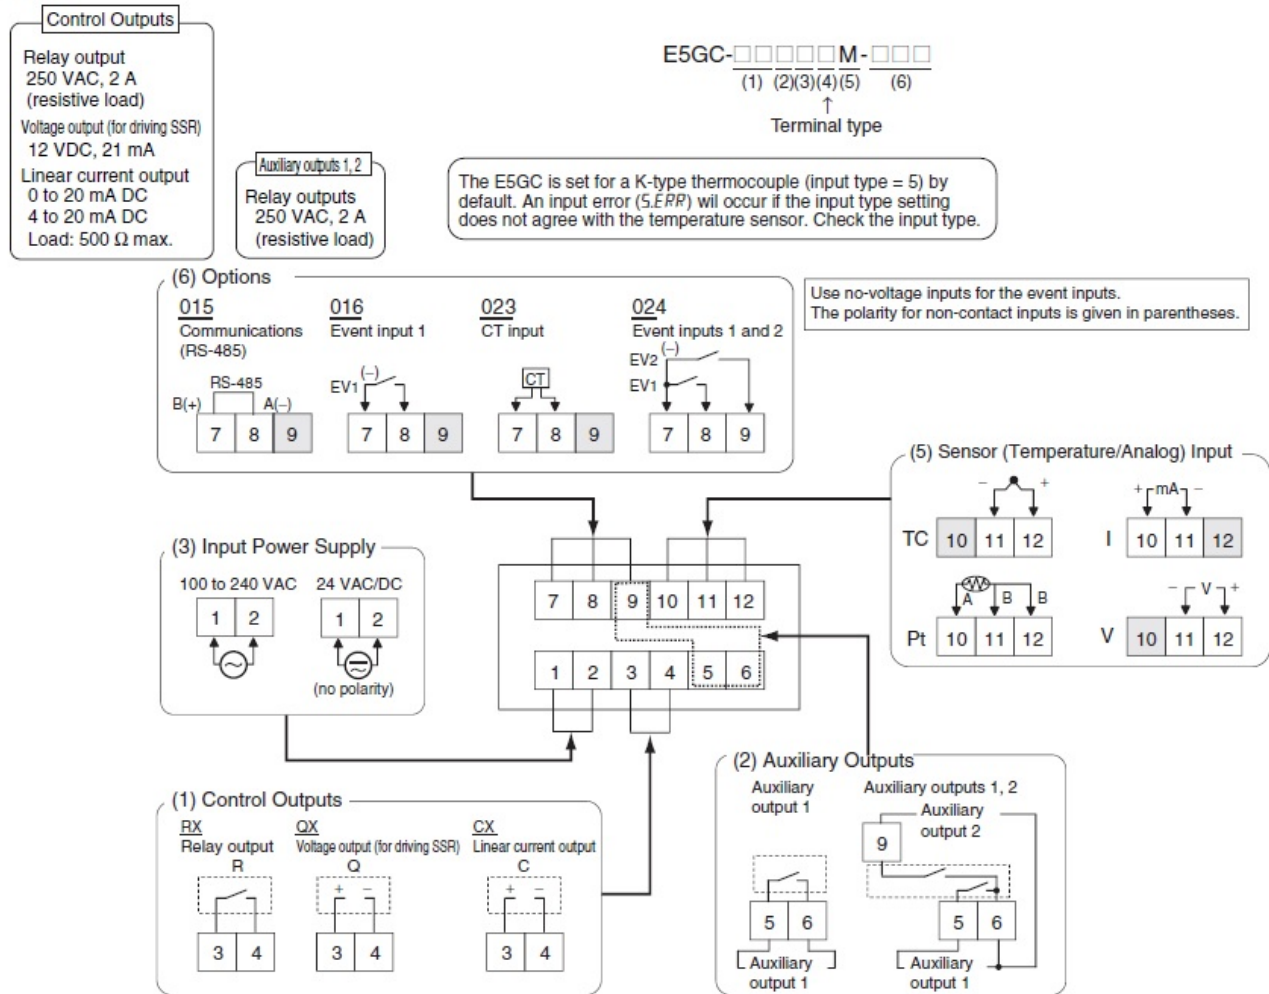 Control Outputs
Relay output
250 VAC, 2 A
(resistive load)
Voltage output (for driving SSR)
12 VDC, 21 mA
Linear current output
0 to 20 mA DC
4 to 20 mA DC
Load: 500 Ω max.
Auxiliary outputs 1, 2
Relay outputs
250 VAC, 2 A
(resistive load)
E5GC-□□□□□M-□□□
(1) (2)(3)(4)(5) (6)
↑
Terminal type
The E5GC is set for a K-type thermocouple (input type = 5) by
default. An input error (S.ERR) will occur if the input type setting
does not agree with the temperature sensor. Check the input type.
(6) Options
015
Communications
(RS-485)
RS-485
B(+) A(−)
7 8 9
016
Event input 1
(−)
EV1
7 8 9
023
CT input
CT
7 8 9
024
Event inputs 1 and 2
(−)
EV2
EV1
7 8 9
Use no-voltage inputs for the event inputs.
The polarity for non-contact inputs is given in parentheses.
(5) Sensor (Temperature/Analog) Input
− +
TC 10 11 12
+ mA −
I 10 11 12
A B B
Pt 10 11 12
− V +
V 10 11 12
(3) Input Power Supply
100 to 240 VAC
1 2
24 VAC/DC
1 2
(no polarity)
7 8 9 10 11 12
1 2 3 4 5 6
(1) Control Outputs
RX
Relay output
R
3 4
QX
Voltage output (for driving SSR)
Q
+ −
3 4
CX
Linear current output
C
+ −
3 4
(2) Auxiliary Outputs
Auxiliary
output 1
5 6
Auxiliary
output 1
Auxiliary outputs 1, 2
Auxiliary
output 2
9
5 6
Auxiliary
output 1